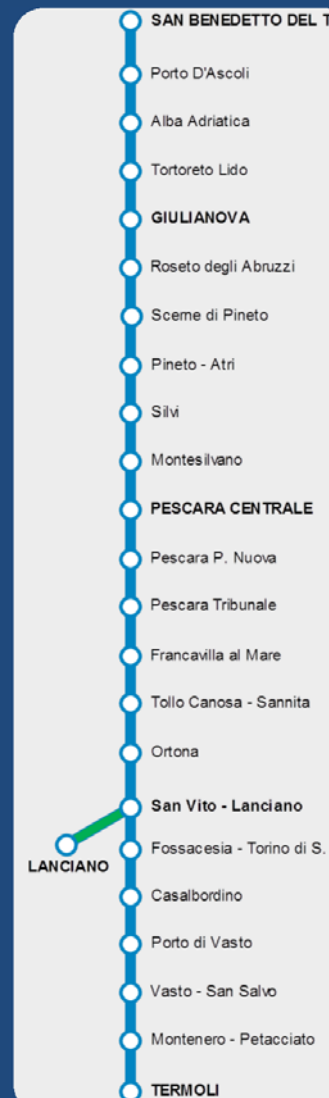 SAN BENEDETTO DEL T
Porto D'Ascoli
Alba Adriatica
Tortoreto Lido
GIULIANOVA
Roseto degli Abruzzi
Scerne di Pineto
Pineto - Atri
Silvi
Montesilvano
PESCARA CENTRALE
Pescara P. Nuova
Pescara Tribunale
Francavilla al Mare
Tollo Canosa - Sannita
Ortona
San Vito - Lanciano
Fossacesia - Torino di S.
LANCIANO
Casalbordino
Porto di Vasto
Vasto - San Salvo
Montenero - Petacciato
TERMOLI